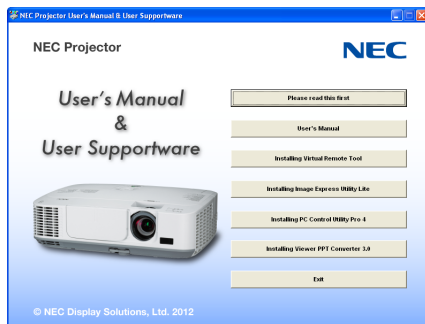 NEC Projector User's Manual & User Supportware
NEC Projector
NEC
User's Manual
&
User Supportware
Please read this first
User's Manual
Installing Virtual Remote Tool
Installing Image Express Utility Lite
Installing PC Control Utility Pro 4
Installing Viewer PPT Converter 3.0
Exit
© NEC Display Solutions, Ltd. 2012